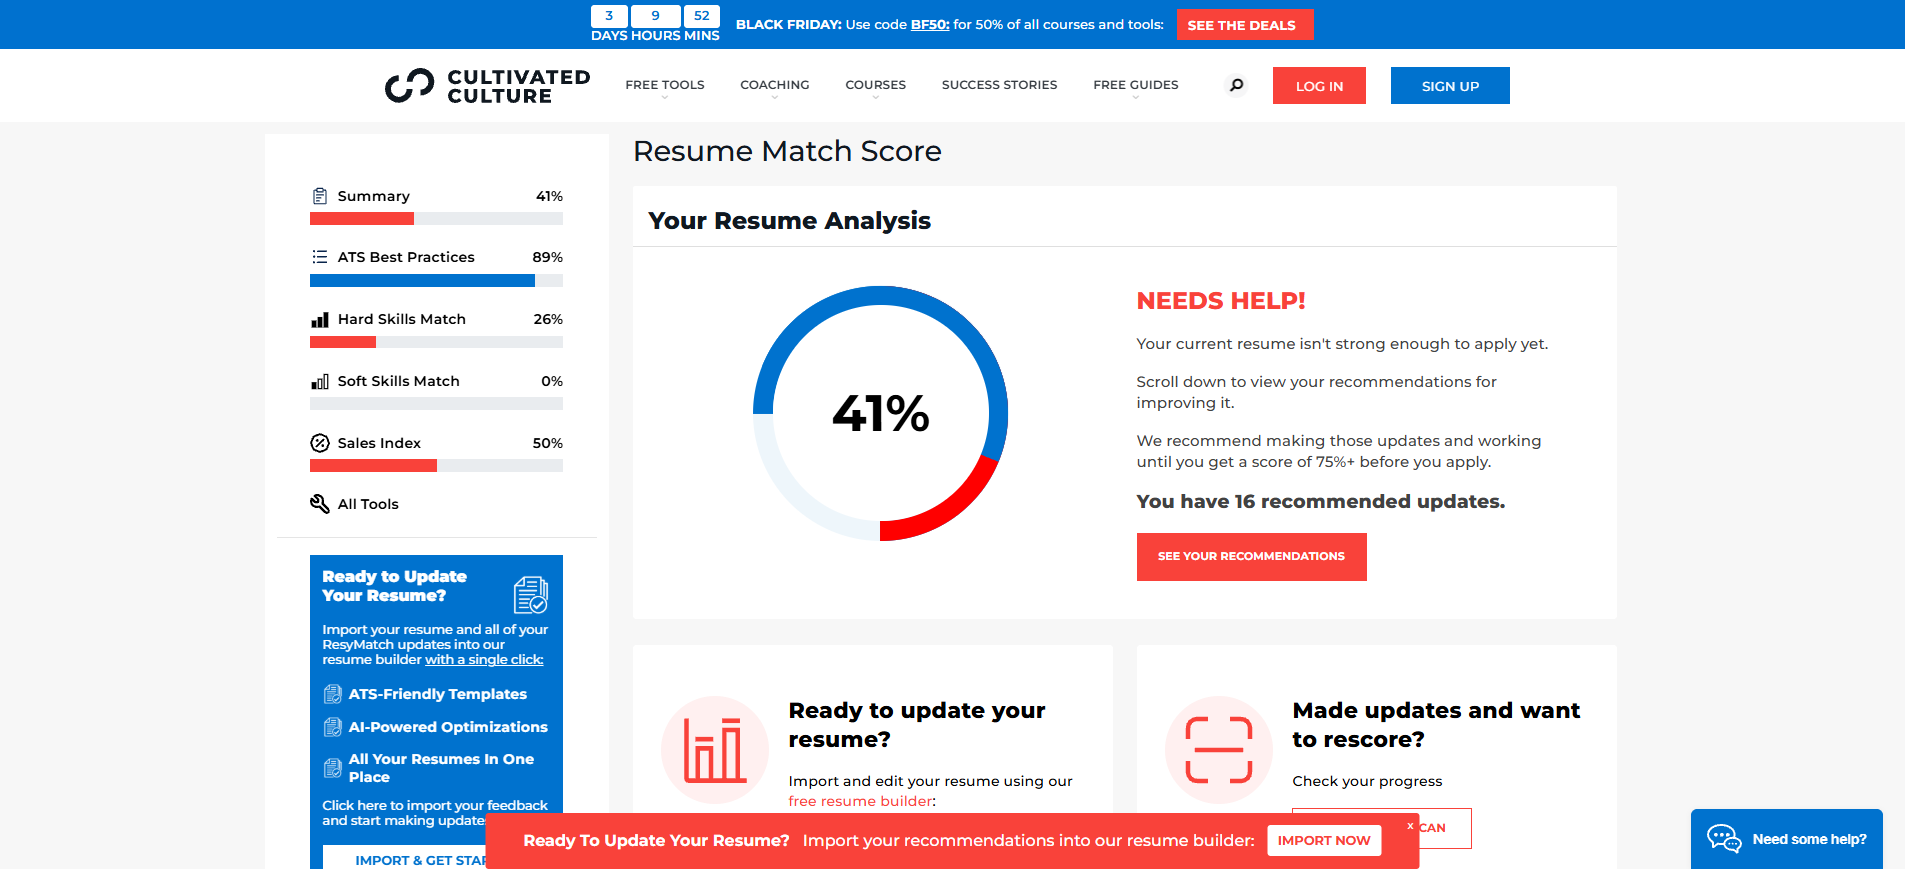 3 9 52
DAYS HOURS MINS
BLACK FRIDAY: Use code BF50: for 50% of all courses and tools:
SEE THE DEALS
CULTIVATED
CULTURE
FREE TOOLS
COACHING
COURSES
SUCCESS STORIES
FREE GUIDES
LOG IN
SIGN UP
Summary 41%
ATS Best Practices 89%
Hard Skills Match 26%
Soft Skills Match 0%
Sales Index 50%
All Tools
Ready to Update
Your Resume?
Import your resume and all of your
ResyMatch updates into our
resume builder with a single click:
ATS-Friendly Templates
AI-Powered Optimizations
All Your Resumes In One
Place
Click here to import your feedback
and start making update
IMPORT & GET STAR
Resume Match Score
Your Resume Analysis
41%
NEEDS HELP!
Your current resume isn't strong enough to apply yet.
Scroll down to view your recommendations for
improving it.
We recommend making those updates and working
until you get a score of 75%+ before you apply.
You have 16 recommended updates.
SEE YOUR RECOMMENDATIONS
Ready to update your
resume?
Import and edit your resume using our
free resume builder:
Made updates and want
to rescore?
Check your progress
CAN
Ready To Update Your Resume? Import your recommendations into our resume builder:
IMPORT NOW
x
Need some help?